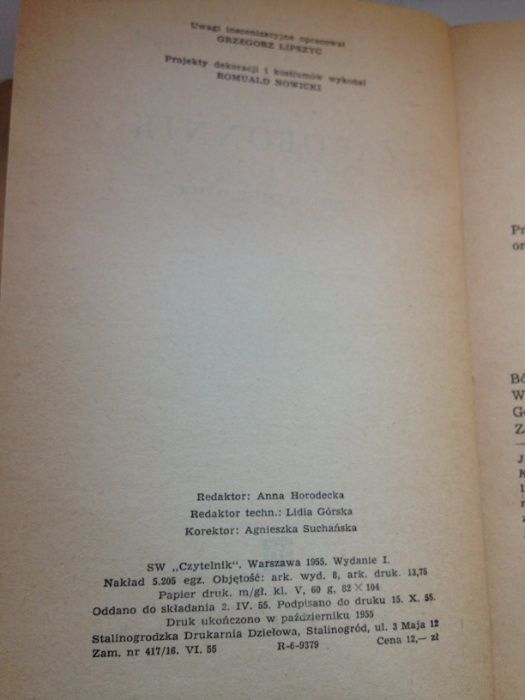 Uwagi inscenizacyjne opracował
GRZEGORZ LIPSZYC
Projekty dekoracji i kostiumów wykonał
ROMUALD NOWICKI
Redaktor: Anna Horodecka
Redaktor techn.: Lidia Górska
Korektor: Agnieszka Suchańska
SW „Czytelnik". Warszawa 1955. Wydanie I.
Nakład 5.205 egz. Objętość: ark. wyd. 8, ark. druk. 13,75
Papier druk. m/gł. kl. V, 60 g. 82 × 104
Oddano do składania 2. IV. 55. Podpisano do druku 15. X. 55.
Druk ukończono w październiku 1955
Stalinogrodzka Drukarnia Dziełowa, Stalinogród, ul. 3 Maja 12
Zam. nr 417/16. VI. 55 R-6-9379 Cena 12,— zł